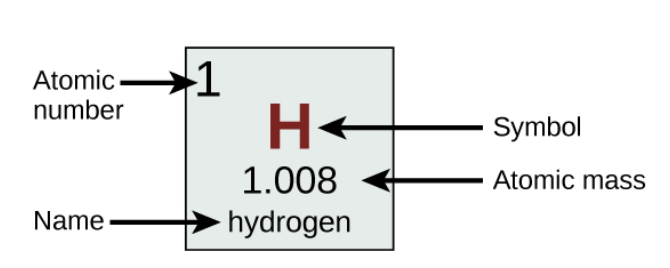 Atomic
number
1
H
Symbol
1.008
Atomic mass
Name
hydrogen